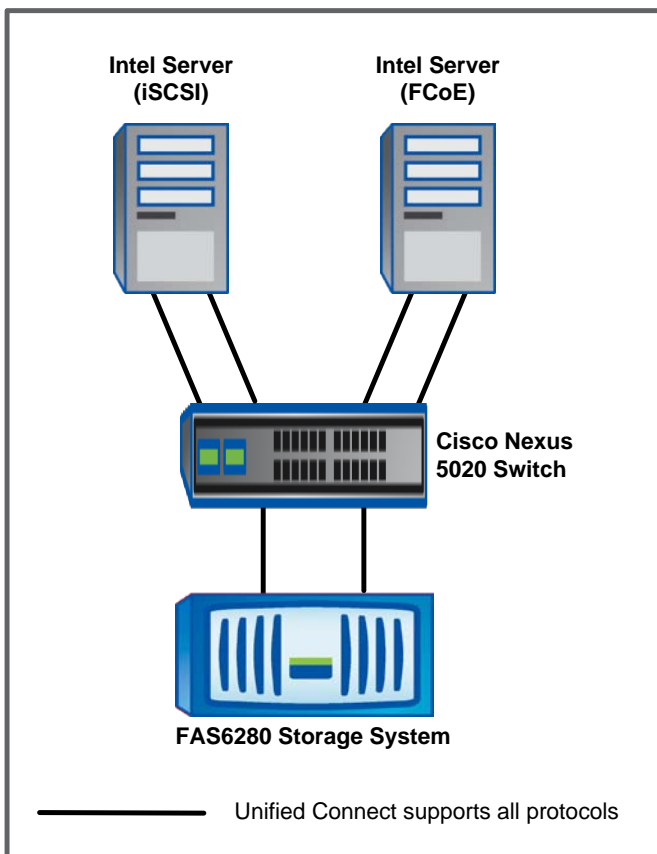 Intel Server
(iSCSI)
Intel Server
(FCoE)
Cisco Nexus
5020 Switch
FAS6280 Storage System
Unified Connect supports all protocols